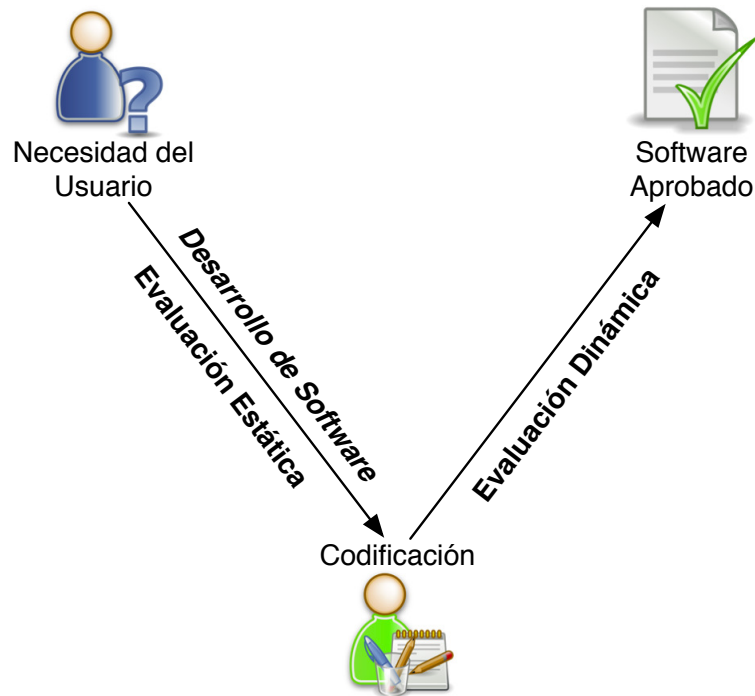 Necesidad del
Usuario
Software
Aprobado
Desarrollo de Software
Evaluación Estática
Evaluación Dinámica
Codificación